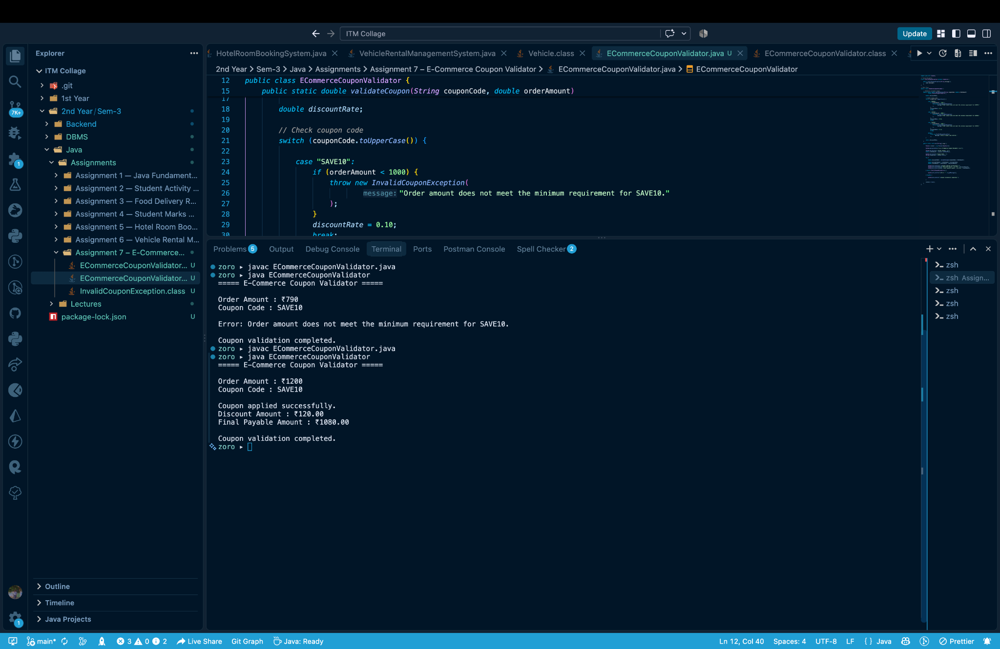 ITM Collage
Update
Explorer
ITM Collage
.git
1st Year
2nd Year/Sem-3
Backend
DBMS
Java
Assignments
Assignment 1 — Java Fundament...
Assignment 2 — Student Activity ...
Assignment 3 — Food Delivery R...
Assignment 4 — Student Marks ...
Assignment 5 — Hotel Room Boo...
Assignment 6 — Vehicle Rental M...
Assignment 7 – E-Commerce...
ECommerceCouponValidator... U
ECommerceCouponValidator... U
InvalidCouponException.class U
Lectures
package-lock.json U
Outline
Timeline
Java Projects
7K+
1
1
HotelRoomBookingSystem.java
VehicleRentalManagementSystem.java
Vehicle.class
ECommerceCouponValidator.java U
ECommerceCouponValidator.class
2nd Year > Sem-3 > Java > Assignments > Assignment 7 – E-Commerce Coupon Validator > ECommerceCouponValidator.java > ECommerceCouponValidator
12 public class ECommerceCouponValidator {
15 public static double validateCoupon(String couponCode, double orderAmount)
17
18 double discountRate;
19
20 // Check coupon code
21 switch (couponCode.toUpperCase()) {
22
23 case "SAVE10":
24 if (orderAmount < 1000) {
25 throw new InvalidCouponException(
26 message: "Order amount does not meet the minimum requirement for SAVE10."
27 );
28 }
29 discountRate = 0.10;
30 break;
Problems 5
Output
Debug Console
Terminal
Ports
Postman Console
Spell Checker 2
zoro ▸ javac ECommerceCouponValidator.java
zoro ▸ java ECommerceCouponValidator
===== E-Commerce Coupon Validator =====
Order Amount : ₹790
Coupon Code : SAVE10
Error: Order amount does not meet the minimum requirement for SAVE10.
Coupon validation completed.
zoro ▸ javac ECommerceCouponValidator.java
zoro ▸ java ECommerceCouponValidator
===== E-Commerce Coupon Validator =====
Order Amount : ₹1200
Coupon Code : SAVE10
Coupon applied successfully.
Discount Amount : ₹120.00
Final Payable Amount : ₹1080.00
Coupon validation completed.
zoro ▸
zsh
zsh Assign...
zsh
zsh
zsh
main*
3
0
2
Live Share
Git Graph
Java: Ready
Ln 12, Col 40
Spaces: 4
UTF-8
LF
{ } Java
Prettier